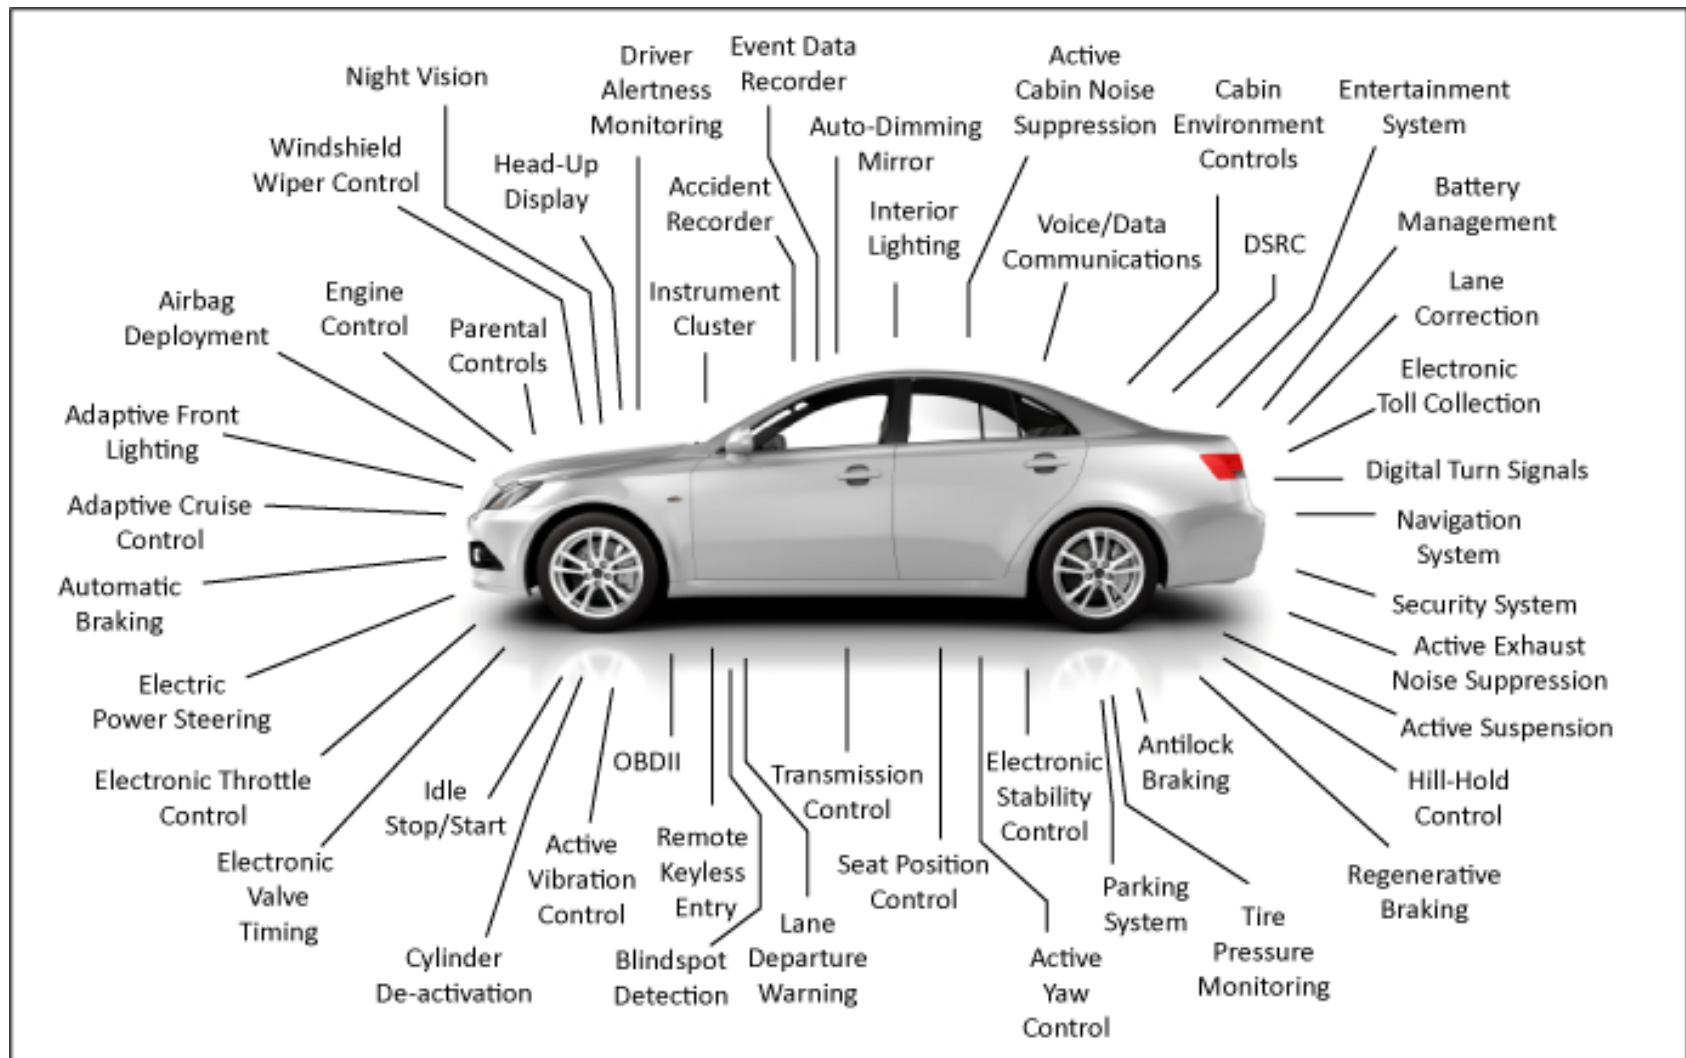 Night Vision
Driver
Alertness
Monitoring
Event Data
Recorder
Active
Cabin Noise
Suppression
Cabin
Environment
Controls
Entertainment
System
Windshield
Wiper Control
Head-Up
Display
Accident
Recorder
Auto-Dimming
Mirror
Interior
Lighting
Voice/Data
Communications
DSRC
Battery
Management
Airbag
Deployment
Engine
Control
Parental
Controls
Instrument
Cluster
Lane
Correction
Electronic
Toll Collection
Adaptive Front
Lighting
Digital Turn Signals
Adaptive Cruise
Control
Navigation
System
Automatic
Braking
Security System
Active Exhaust
Noise Suppression
Electric
Power Steering
Active Suspension
Electronic Throttle
Control
Idle
Stop/Start
OBDII
Transmission
Control
Electronic
Stability
Control
Antilock
Braking
Hill-Hold
Control
Electronic
Valve
Timing
Active
Vibration
Control
Remote
Keyless
Entry
Seat Position
Control
Parking
System
Regenerative
Braking
Cylinder
De-activation
Blindspot
Detection
Lane
Departure
Warning
Active
Yaw
Control
Tire
Pressure
Monitoring